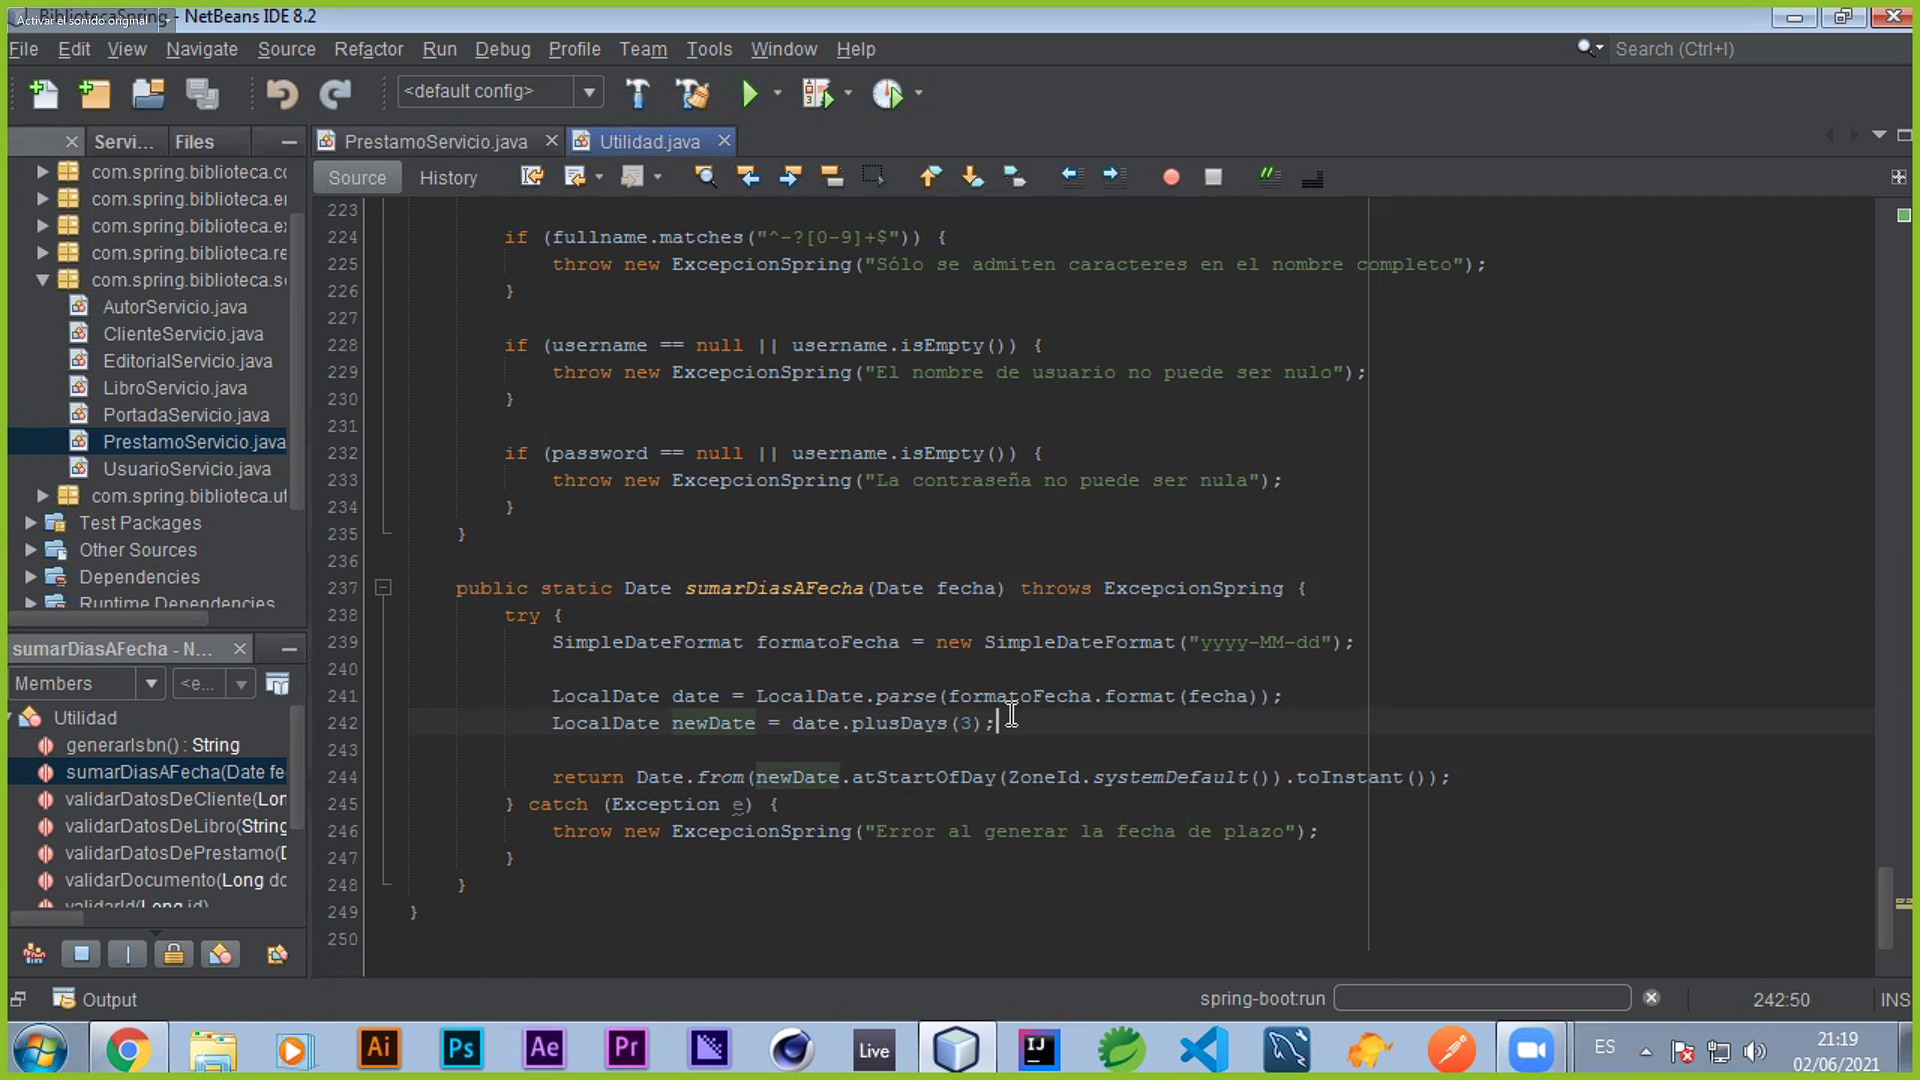 Activar el sonido original
- NetBeans IDE 8.2
File Edit View Navigate Source Refactor Run Debug Profile Team Tools Window Help
Search (Ctrl+I)
<default config>
Servi... Files
PrestamoServicio.java
Utilidad.java
Source History
com.spring.biblioteca.co
com.spring.biblioteca.er
com.spring.biblioteca.ex
com.spring.biblioteca.re
com.spring.biblioteca.s
AutorServicio.java
ClienteServicio.java
EditorialServicio.java
LibroServicio.java
PortadaServicio.java
PrestamoServicio.java
UsuarioServicio.java
com.spring.biblioteca.ut
Test Packages
Other Sources
Dependencies
Runtime Dependencies
sumarDiasAFecha - N...
Members
<e...
Utilidad
generarIsbn() : String
sumarDiasAFecha(Date fe
validarDatosDeCliente(Lon
validarDatosDeLibro(String
validarDatosDePrestamo(D
validarDocumento(Long do
validarId(Long id)
223
224 if (fullname.matches("^-?[0-9]+$")) {
225 throw new ExcepcionSpring("Sólo se admiten caracteres en el nombre completo");
226 }
227
228 if (username == null || username.isEmpty()) {
229 throw new ExcepcionSpring("El nombre de usuario no puede ser nulo");
230 }
231
232 if (password == null || username.isEmpty()) {
233 throw new ExcepcionSpring("La contraseña no puede ser nula");
234 }
235 }
236
237 public static Date sumarDiasAFecha(Date fecha) throws ExcepcionSpring {
238 try {
239 SimpleDateFormat formatoFecha = new SimpleDateFormat("yyyy-MM-dd");
240
241 LocalDate date = LocalDate.parse(formatoFecha.format(fecha));
242 LocalDate newDate = date.plusDays(3);
243
244 return Date.from(newDate.atStartOfDay(ZoneId.systemDefault()).toInstant());
245 } catch (Exception e) {
246 throw new ExcepcionSpring("Error al generar la fecha de plazo");
247 }
248 }
249 }
250
Output
spring-boot:run
242:50
INS
Ai Ps Ae Pr Live IJ
ES
21:19
02/06/2021